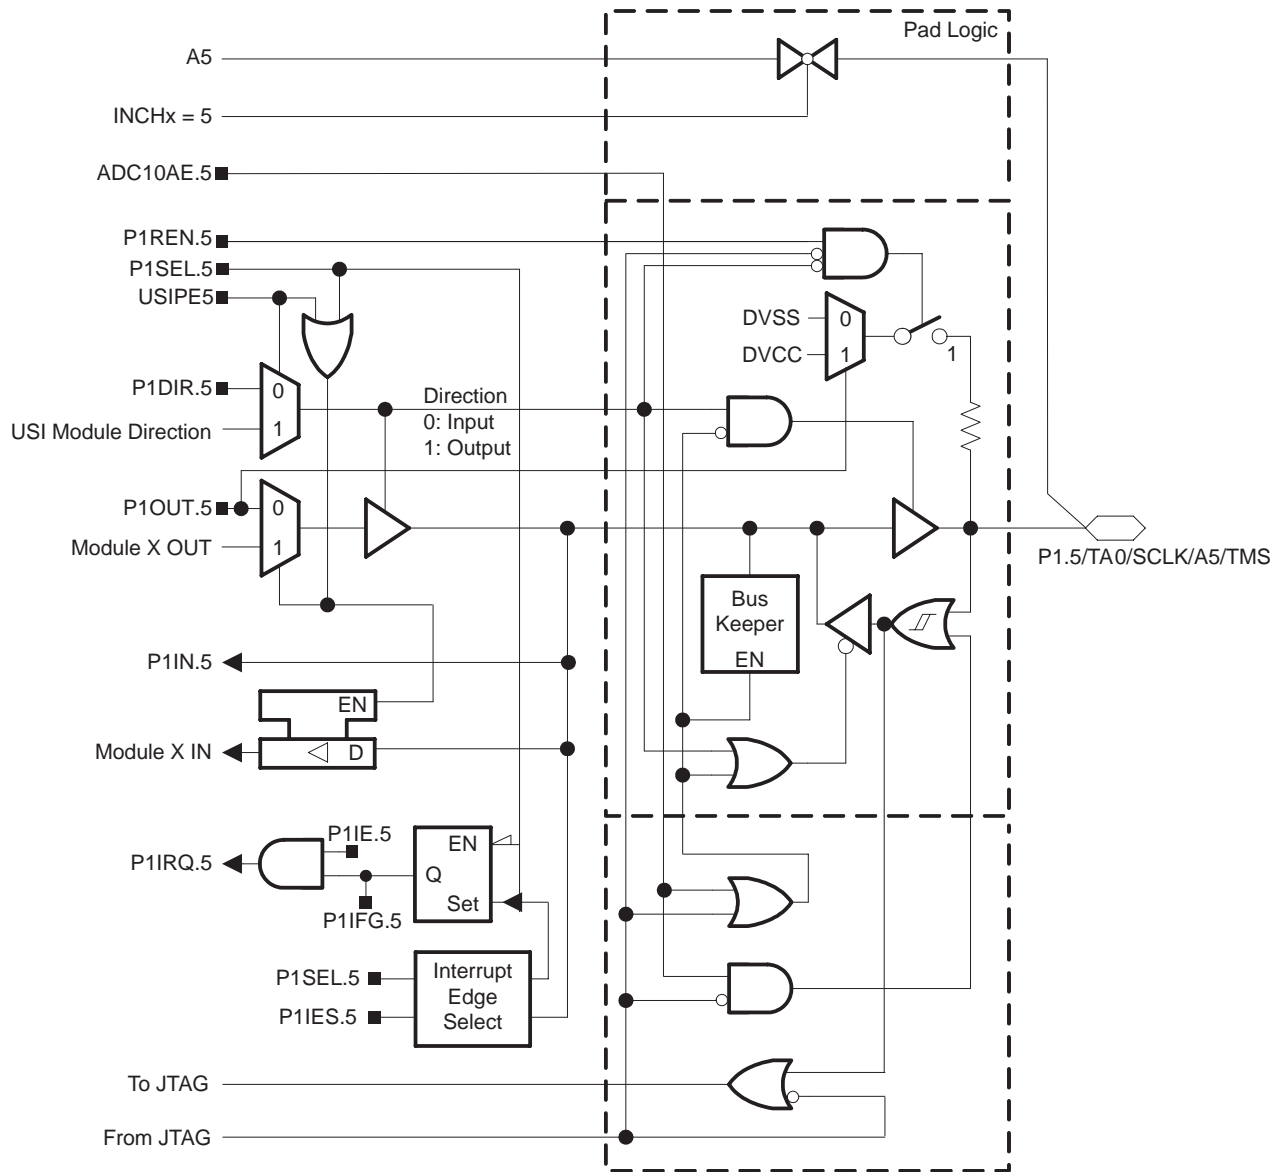 Pad Logic
A5
INCHx = 5
ADC10AE.5
P1REN.5
P1SEL.5
USIPE5
DVSS
0
DVCC
1
1
P1DIR.5
0
USI Module Direction
1
Direction
0: Input
1: Output
P1OUT.5
0
Module X OUT
1
P1.5/TA0/SCLK/A5/TMS
Bus
Keeper
EN
P1IN.5
EN
Module X IN
D
P1IE.5
P1IRQ.5
EN
Q
Set
P1IFG.5
P1SEL.5
P1IES.5
Interrupt
Edge
Select
To JTAG
From JTAG